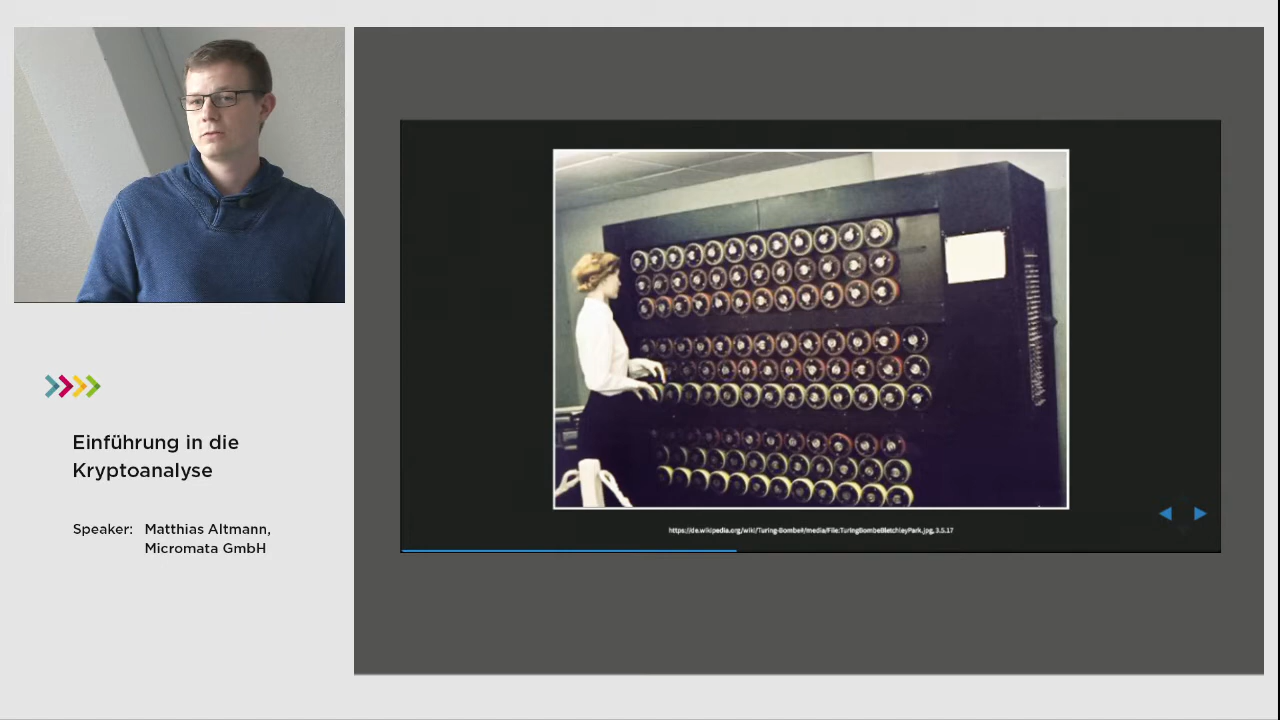 Einführung in die
Kryptoanalyse
Speaker: Matthias Altmann,
Micromata GmbH
https://de.wikipedia.org/wiki/Turing-Bombe#/media/File:TuringBombeBletchleyPark.jpg, 3.5.17